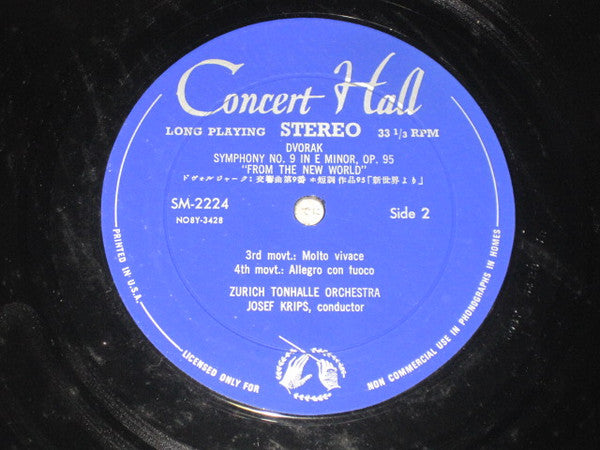 Concert Hall
LONG PLAYING STEREO 33 1/3 RPM
DVORAK
SYMPHONY NO. 9 IN E MINOR, OP. 95
"FROM THE NEW WORLD"
ドヴォルジャーク：交響曲第9番 ホ短調 作品95「新世界より」
SM-2224
NO8Y-3428
Side 2
3rd movt.: Molto vivace
4th movt.: Allegro con fuoco
ZURICH TONHALLE ORCHESTRA
JOSEF KRIPS, conductor
PRINTED IN U.S.A.
LICENSED ONLY FOR
NON COMMERCIAL USE IN PHONOGRAPHS IN HOMES